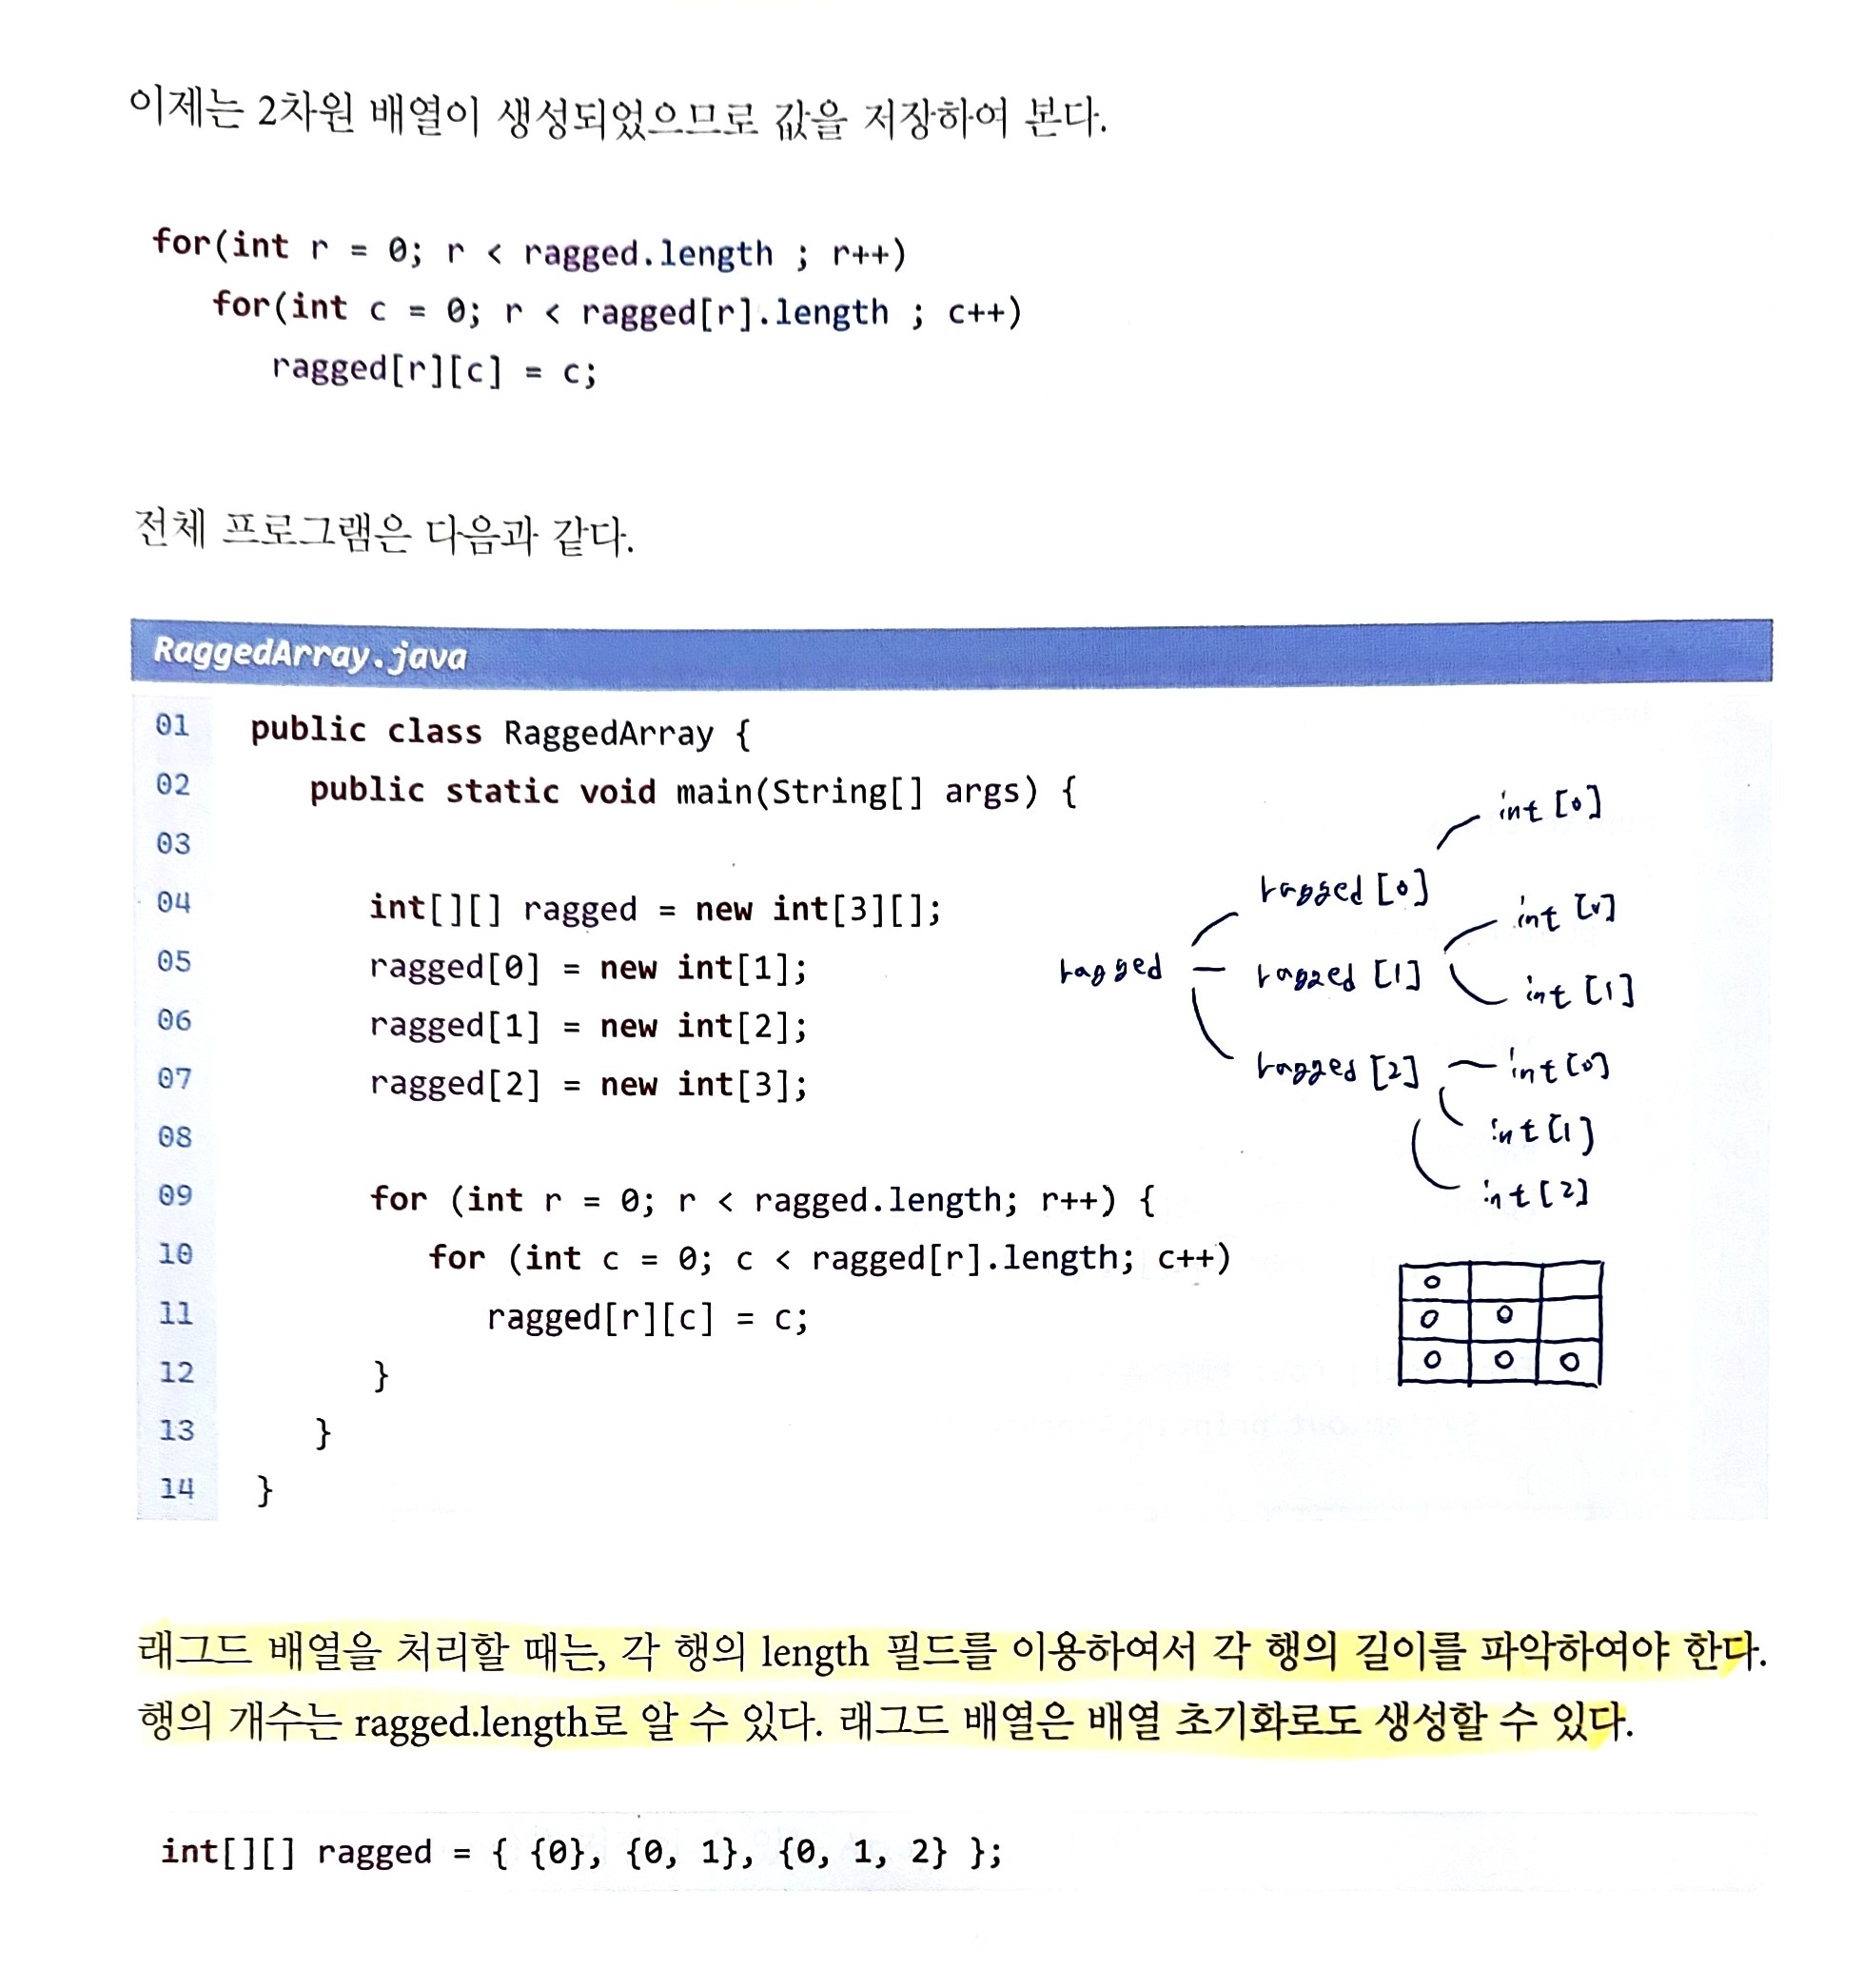 이제는 2차원 배열이 생성되었으므로 값을 저장하여 본다.
for(int r = 0; r < ragged.length ; r++)
for(int c = 0; r < ragged[r].length ; c++)
ragged[r][c] = c;
전체 프로그램은 다음과 같다.
RaggedArray.java
01 public class RaggedArray {
02 public static void main(String[] args) {
03
04 int[][] ragged = new int[3][];
05 ragged[0] = new int[1];
06 ragged[1] = new int[2];
07 ragged[2] = new int[3];
08
09 for (int r = 0; r < ragged.length; r++) {
10 for (int c = 0; c < ragged[r].length; c++)
11 ragged[r][c] = c;
12 }
13 }
14 }
ragged
ragged [0]
int [0]
ragged [1]
int [0]
int [1]
ragged [2]
int [0]
int [1]
int [2]
0
0 0
0 0 0
래그드 배열을 처리할 때는, 각 행의 length 필드를 이용하여서 각 행의 길이를 파악하여야 한다.
행의 개수는 ragged.length로 알 수 있다. 래그드 배열은 배열 초기화로도 생성할 수 있다.
int[][] ragged = { {0}, {0, 1}, {0, 1, 2} };